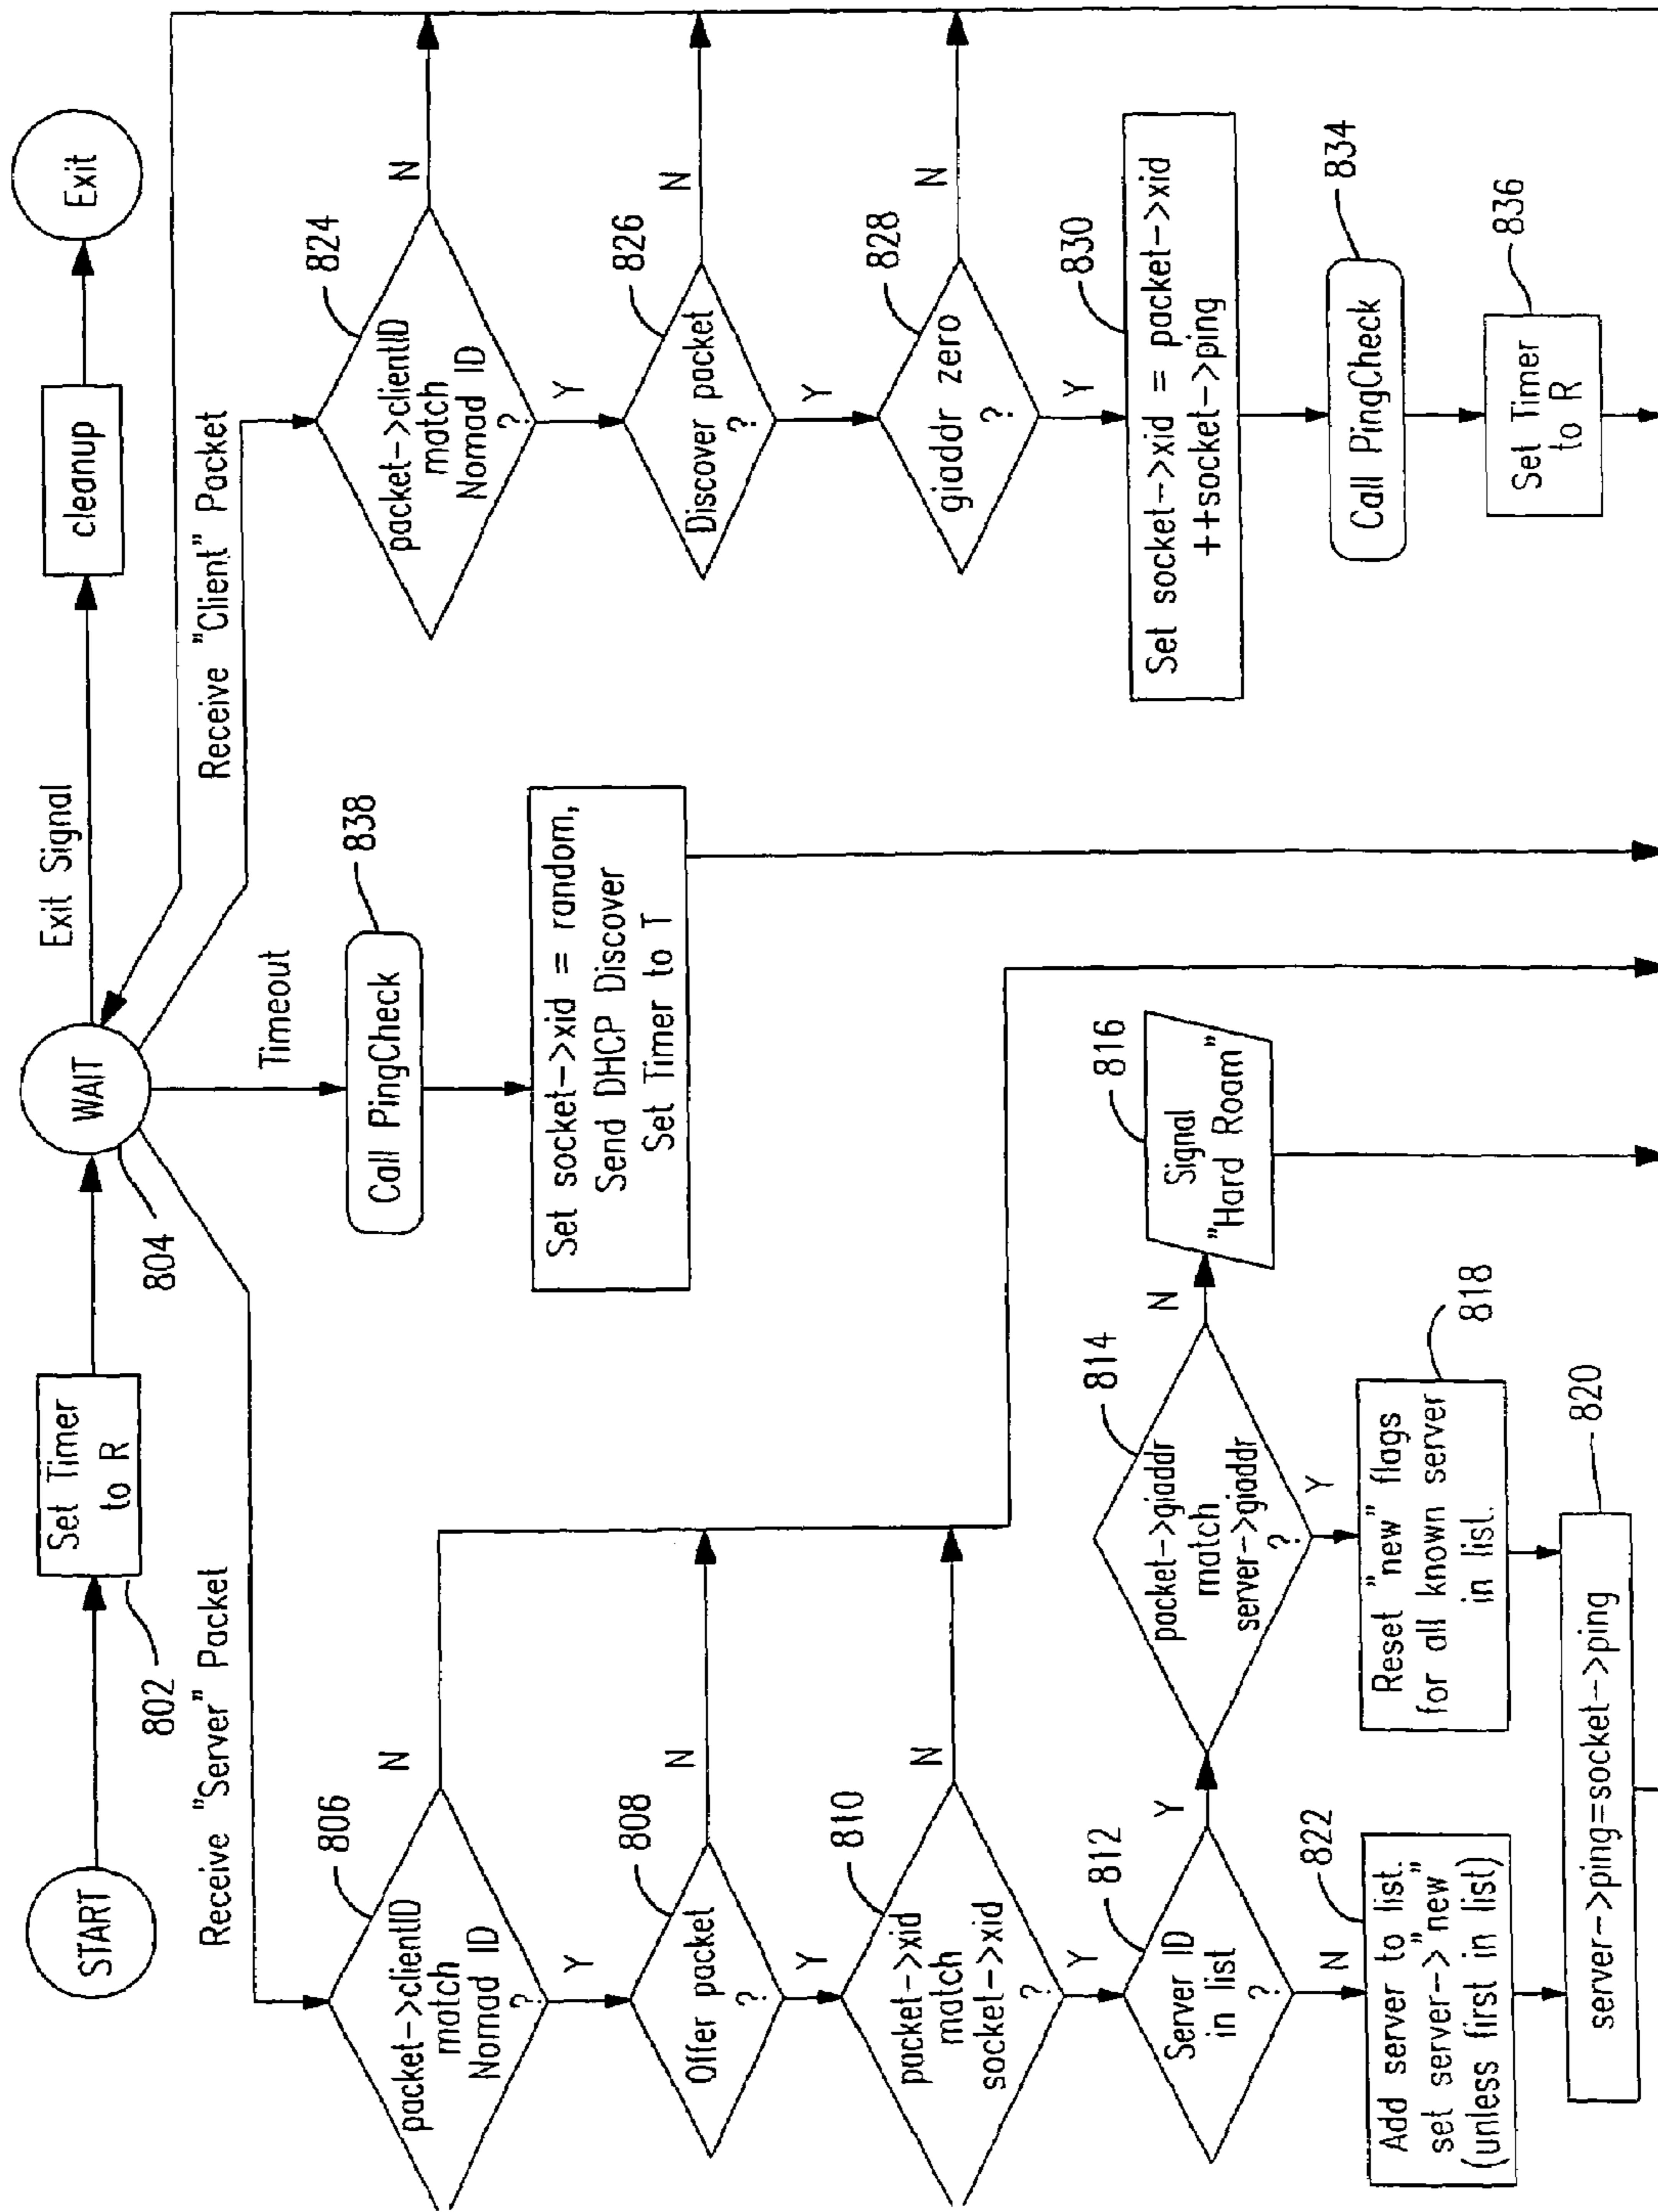 START
Set Timer
to R
802
WAIT
804
Exit Signal
cleanup
Exit
Receive "Server" Packet
Timeout
Receive "Client" Packet
packet->clientID
match
Nomad ID
?
806
N
Y
Offer packet
?
808
N
Y
packet->xid
match
socket->xid
?
810
N
Y
Server ID
in list
?
812
Y
N
packet->giaddr
match
server->giaddr
?
814
N
Y
Signal
"Hard Roam"
816
Reset "new" flags
for all known server
in list.
818
Add server to list.
set server->"new"
(unless first in list)
822
server->ping=socket->ping
820
Call PingCheck
838
Set socket->xid = random,
Send DHCP Discover
Set Timer to T
packet->clientID
match
Nomad ID
?
824
N
Y
Discover packet
?
826
N
Y
giaddr zero
?
828
N
Y
Set socket->xid = packet->xid
++socket->ping
830
Call PingCheck
834
Set Timer
to R
836